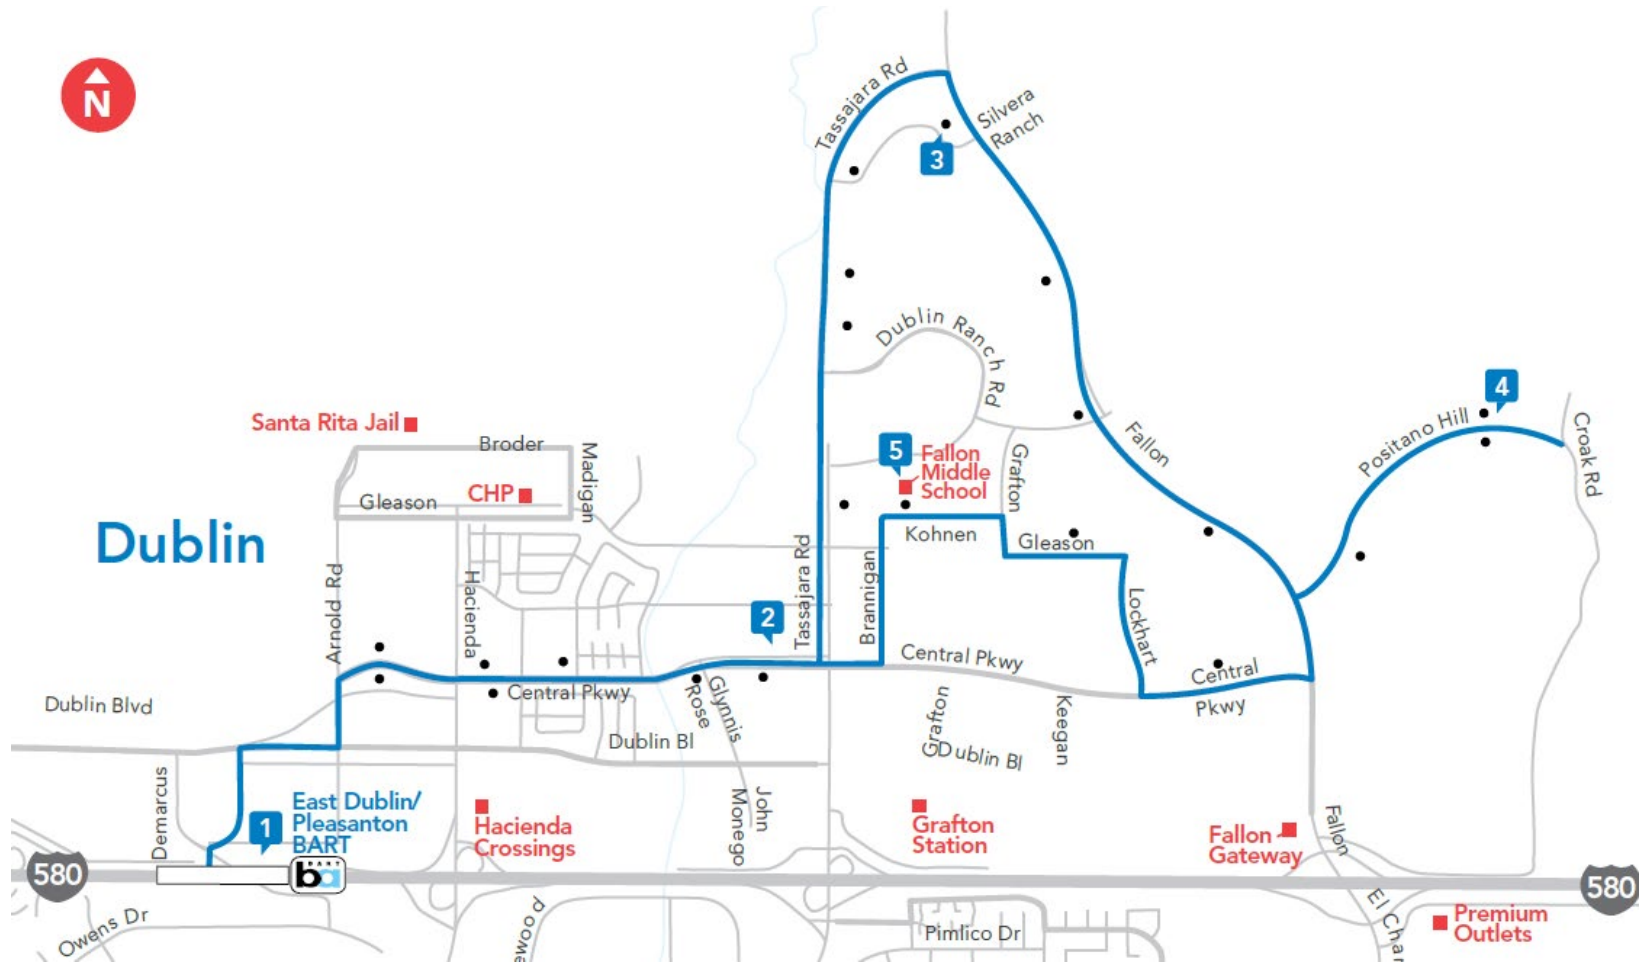 N
Tassajara Rd
Silvera
Ranch
3
Dublin Ranch Rd
4
Positano Hill
Croak Rd
Santa Rita Jail
Broder
Madigan
5
Fallon
Middle
School
Grafton
Fallon
CHP
Gleason
Dublin
Kohnen
Gleason
Arnold Rd
Hacienda
Tassajara Rd
Brannigan
Lockhart
2
Central Pkwy
Central
Pkwy
Central Pkwy
Rose
Glynnis
Dublin Blvd
Dublin Bl
Grafton
Dublin Bl
Keegan
Demarcus
1
East Dublin/
Pleasanton
BART
Hacienda
Crossings
John
Monego
Grafton
Station
Fallon
Gateway
Fallon
580
BART
ba
580
Owens Dr
ewood
Pimlico Dr
El Char
Premium
Outlets